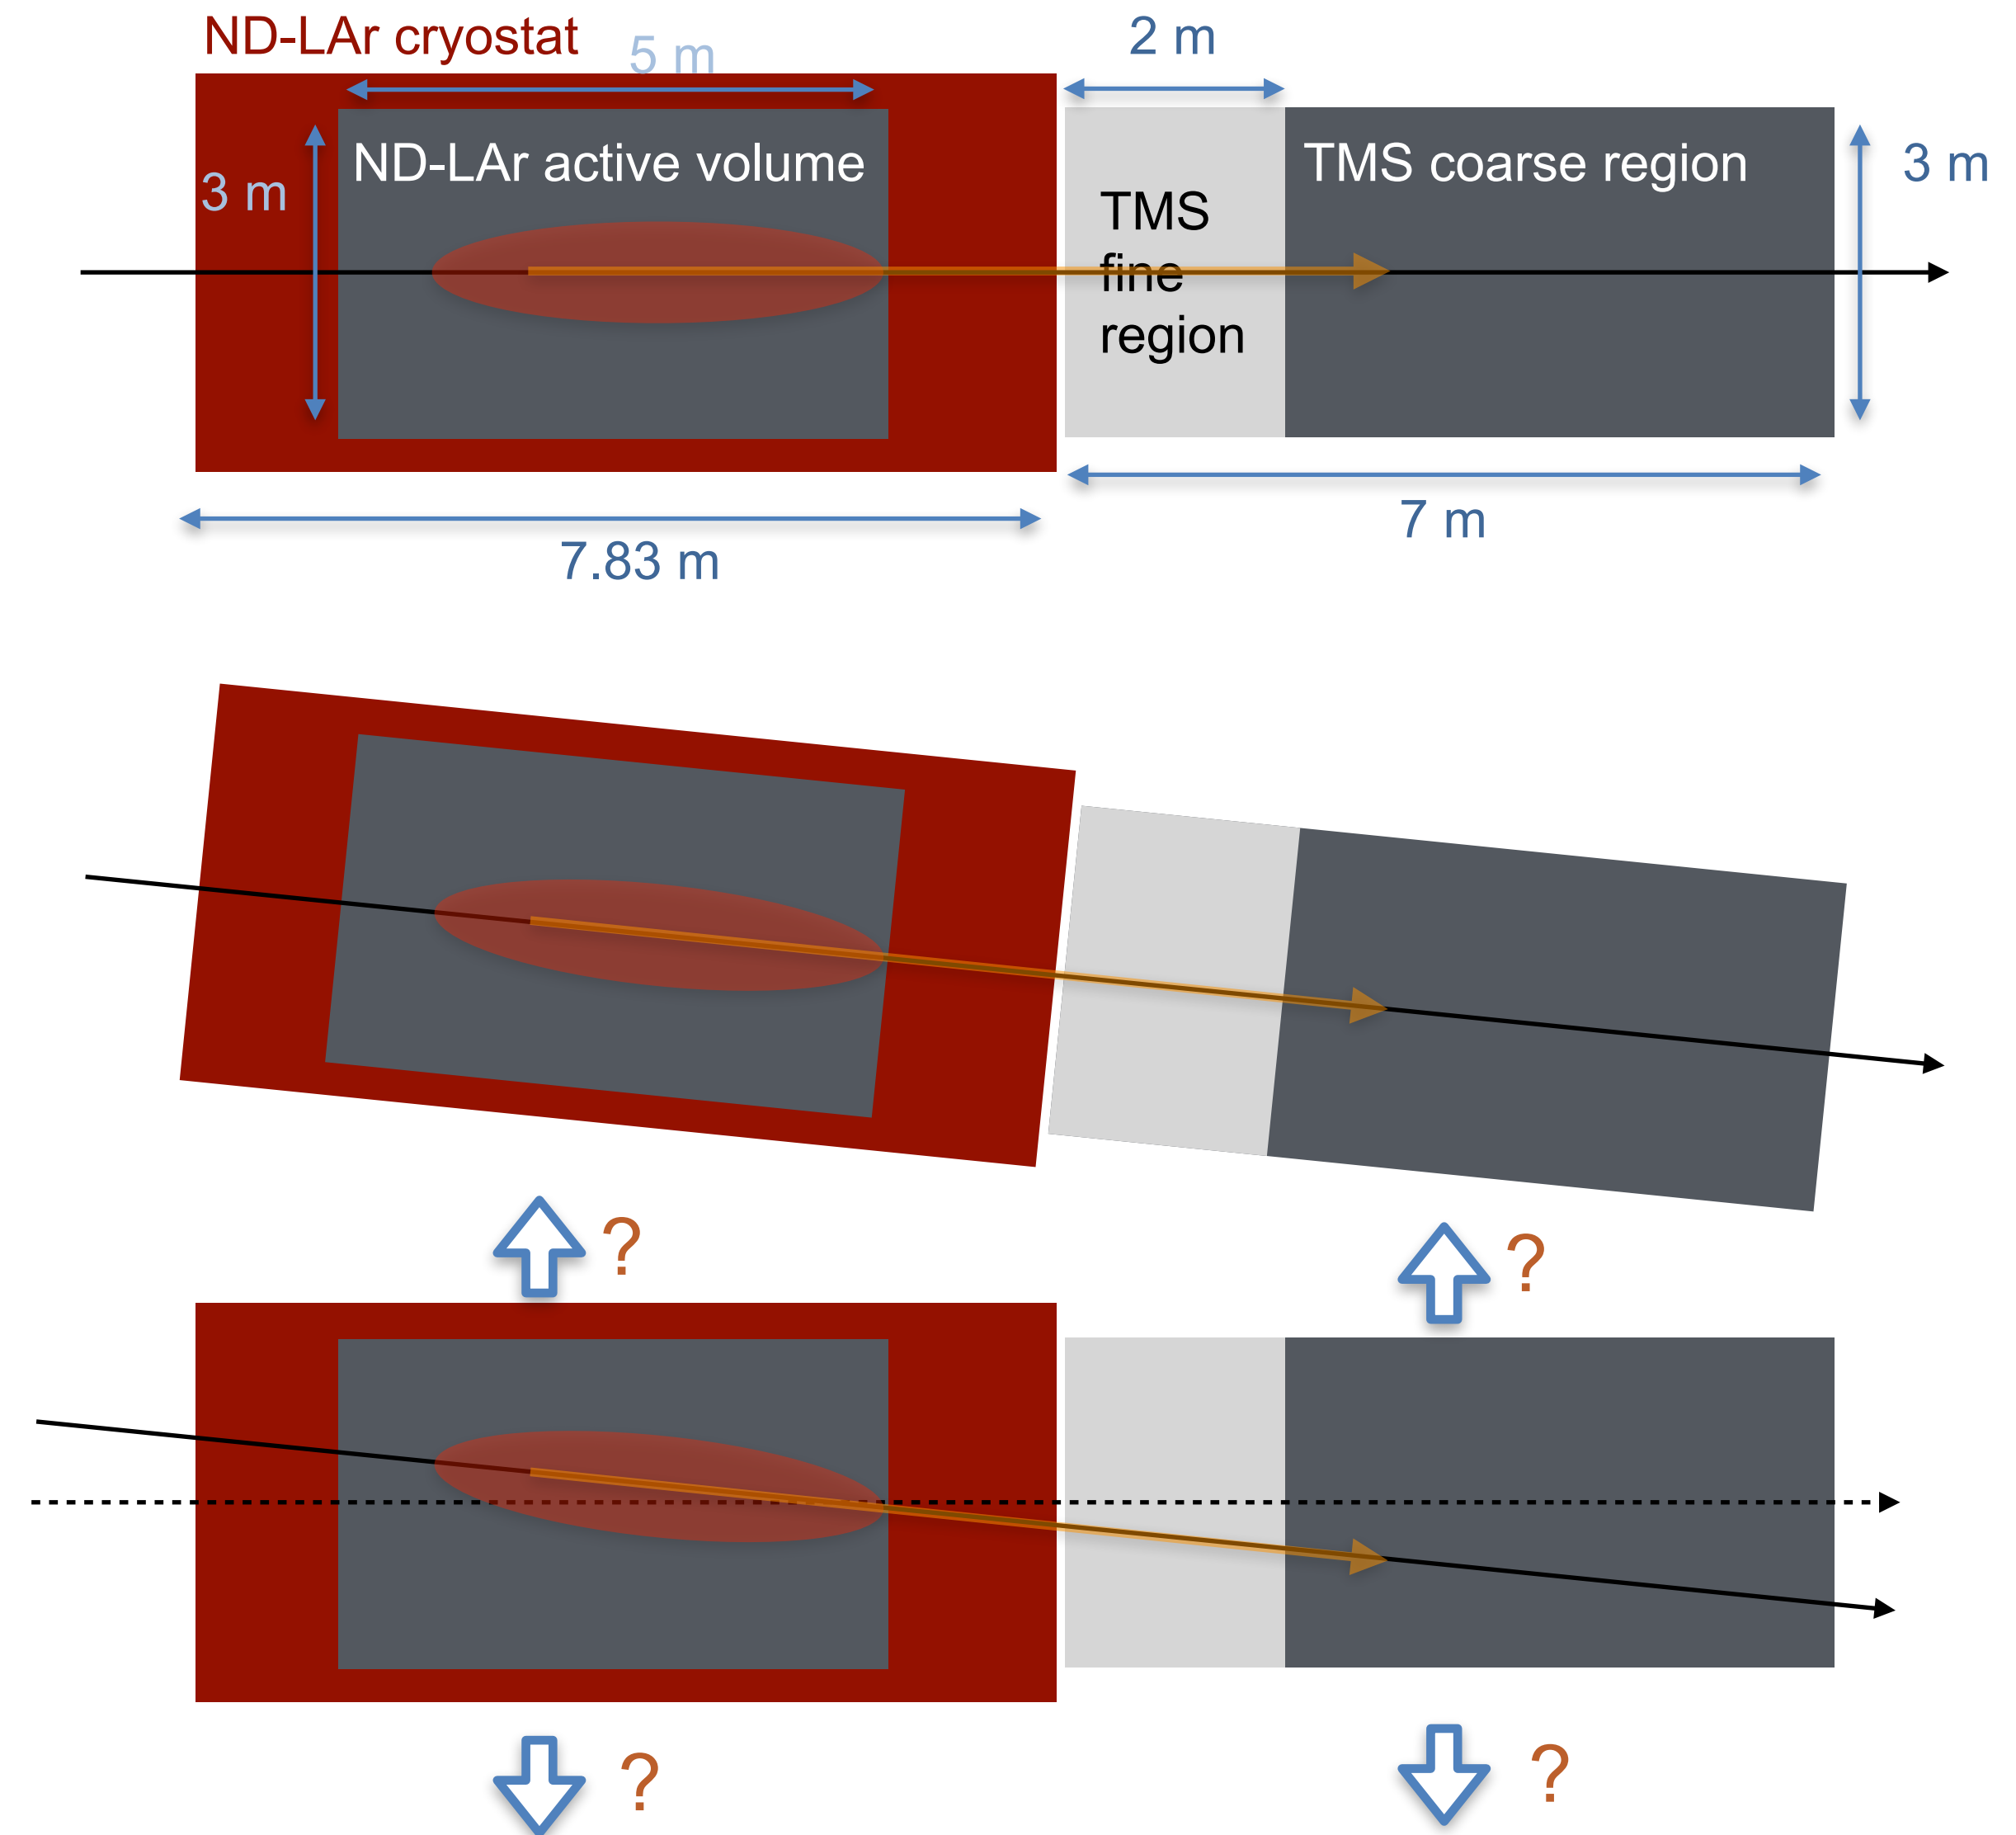 ND-LAr cryostat
5 m
2 m
ND-LAr active volume
TMS coarse region
3 m
3 m
TMS
fine
region
7 m
7.83 m
?
?
?
?